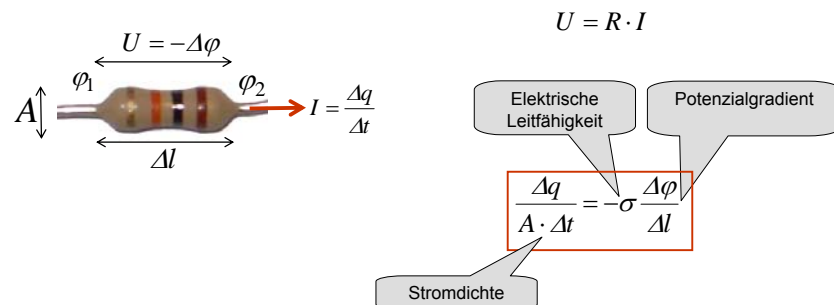 U = −Δφ
φ₁
φ₂
A
I = Δq/Δt
Δl
U = R · I
Elektrische
Leitfähigkeit
Potenzialgradient
Δq/(A · Δt) = −σ Δφ/Δl
Stromdichte